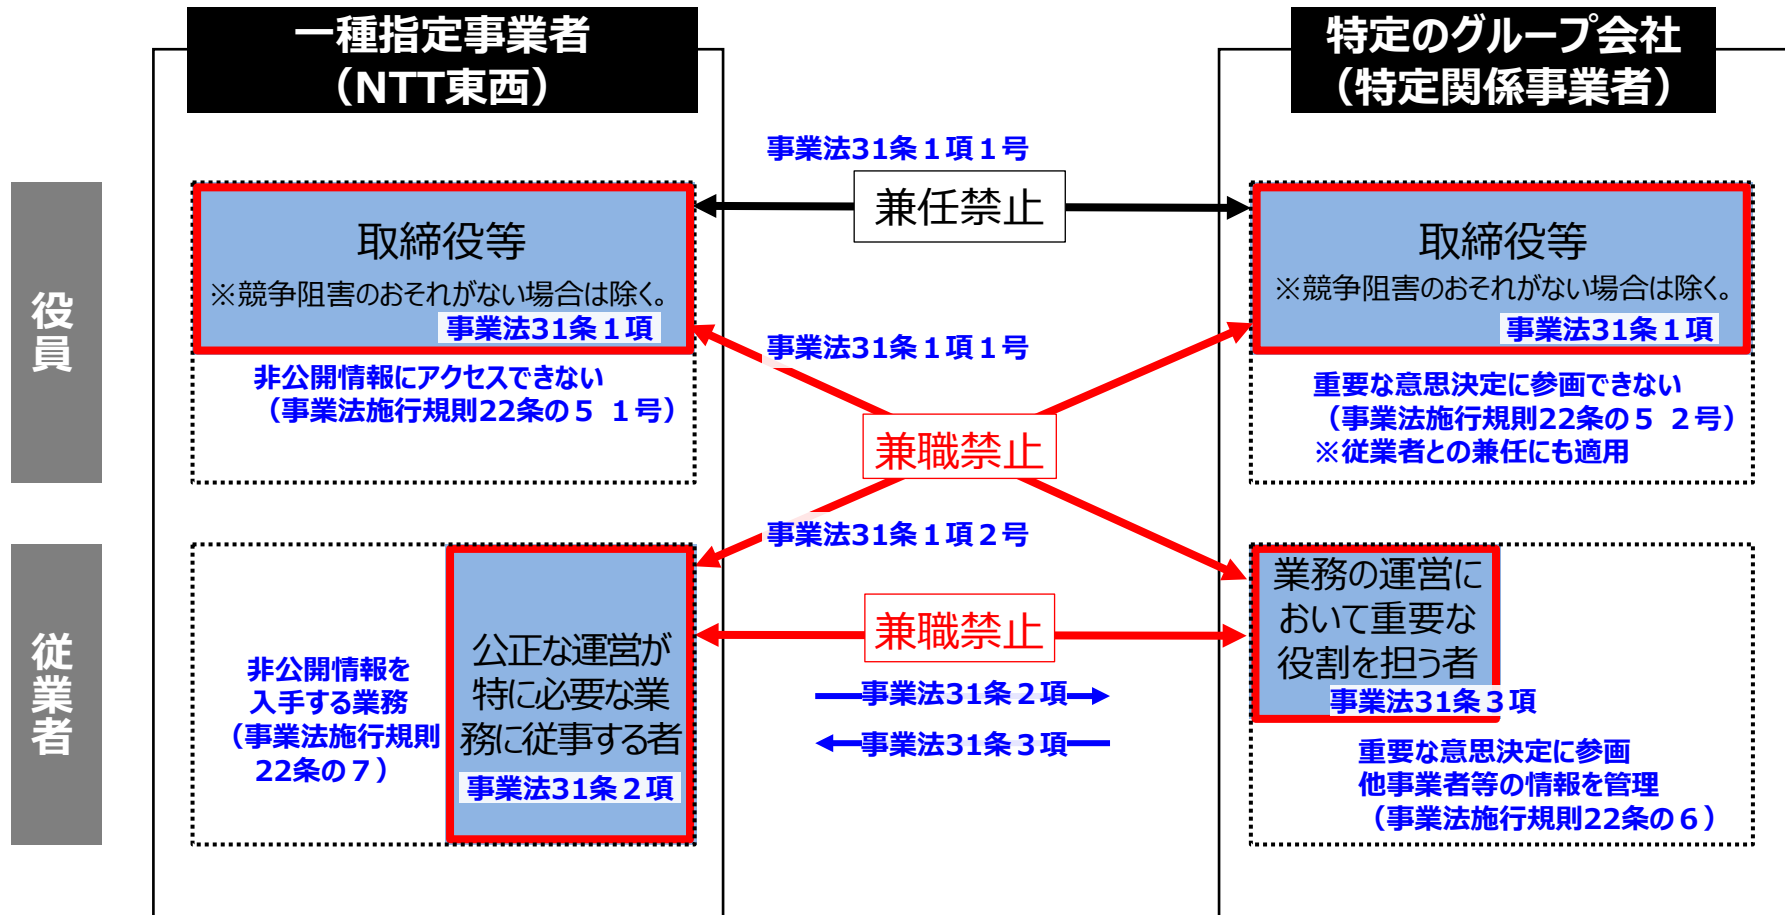 一種指定事業者
（NTT東西）
特定のグループ会社
（特定関係事業者）
役員
取締役等
※競争阻害のおそれがない場合は除く。
事業法31条１項
非公開情報にアクセスできない
（事業法施行規則22条の５ １号）
事業法31条１項１号
兼任禁止
事業法31条１項１号
兼職禁止
事業法31条１項２号
取締役等
※競争阻害のおそれがない場合は除く。
事業法31条１項
重要な意思決定に参画できない
（事業法施行規則22条の５ ２号）
※従業者との兼任にも適用
従業者
非公開情報を
入手する業務
（事業法施行規則
22条の７）
公正な運営が
特に必要な業
務に従事する者
事業法31条２項
兼職禁止
事業法31条２項
事業法31条３項
業務の運営に
おいて重要な
役割を担う者
事業法31条３項
重要な意思決定に参画
他事業者等の情報を管理
（事業法施行規則22条の６）